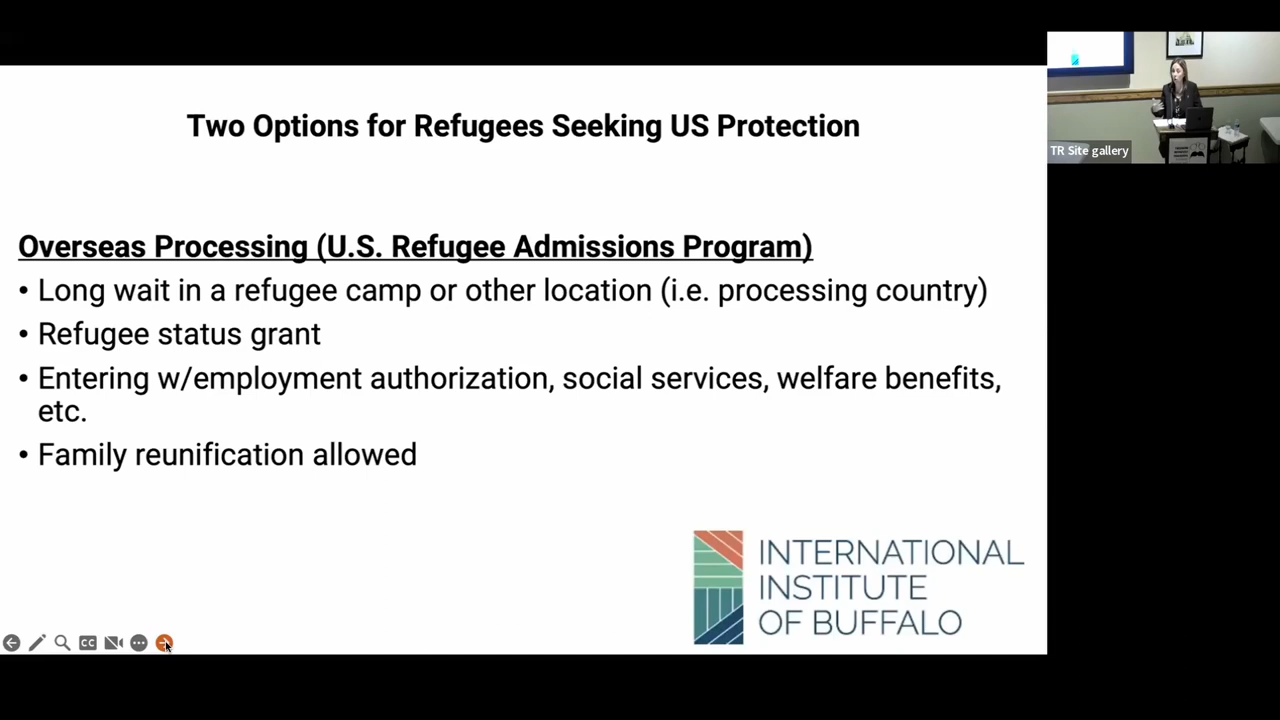 Two Options for Refugees Seeking US Protection
Overseas Processing (U.S. Refugee Admissions Program)
• Long wait in a refugee camp or other location (i.e. processing country)
• Refugee status grant
• Entering w/employment authorization, social services, welfare benefits,
etc.
• Family reunification allowed
INTERNATIONAL
INSTITUTE
OF BUFFALO
CC
TR Site gallery